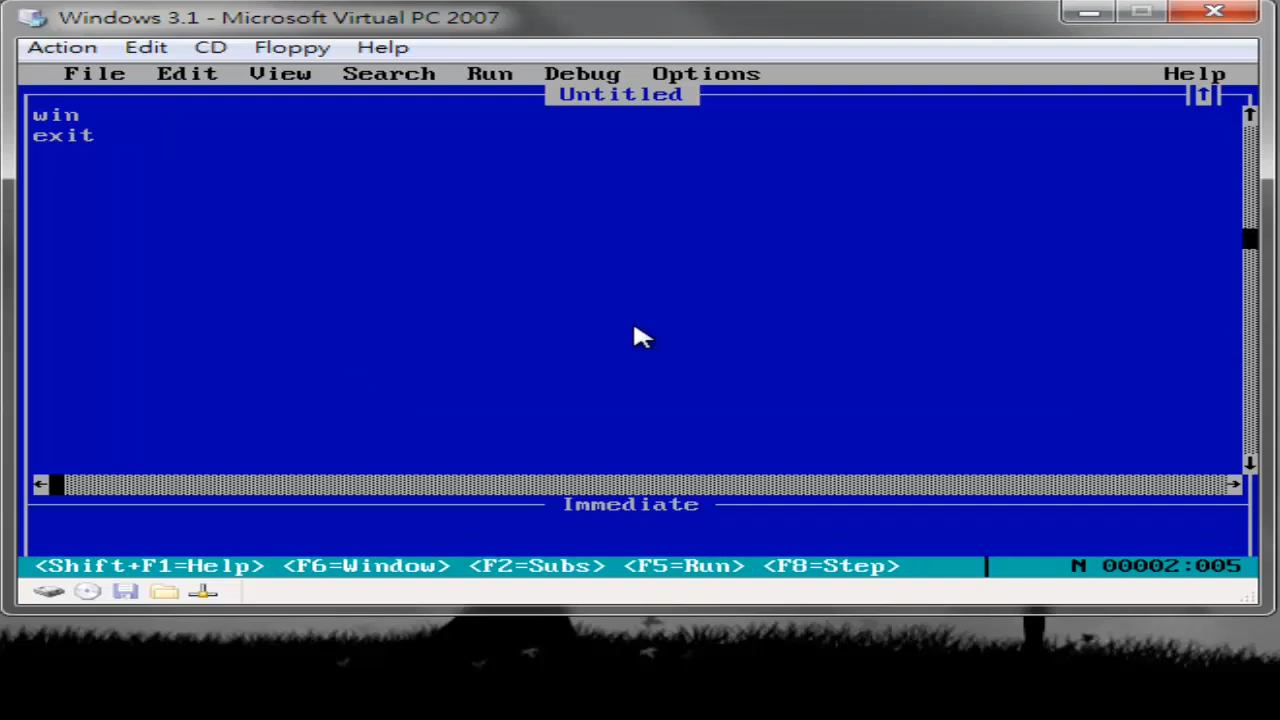 Windows 3.1 - Microsoft Virtual PC 2007
Action Edit CD Floppy Help
File Edit View Search Run Debug Options Help
Untitled
win
exit
Immediate
<Shift+F1=Help> <F6=Window> <F2=Subs> <F5=Run> <F8=Step> N 00002:005